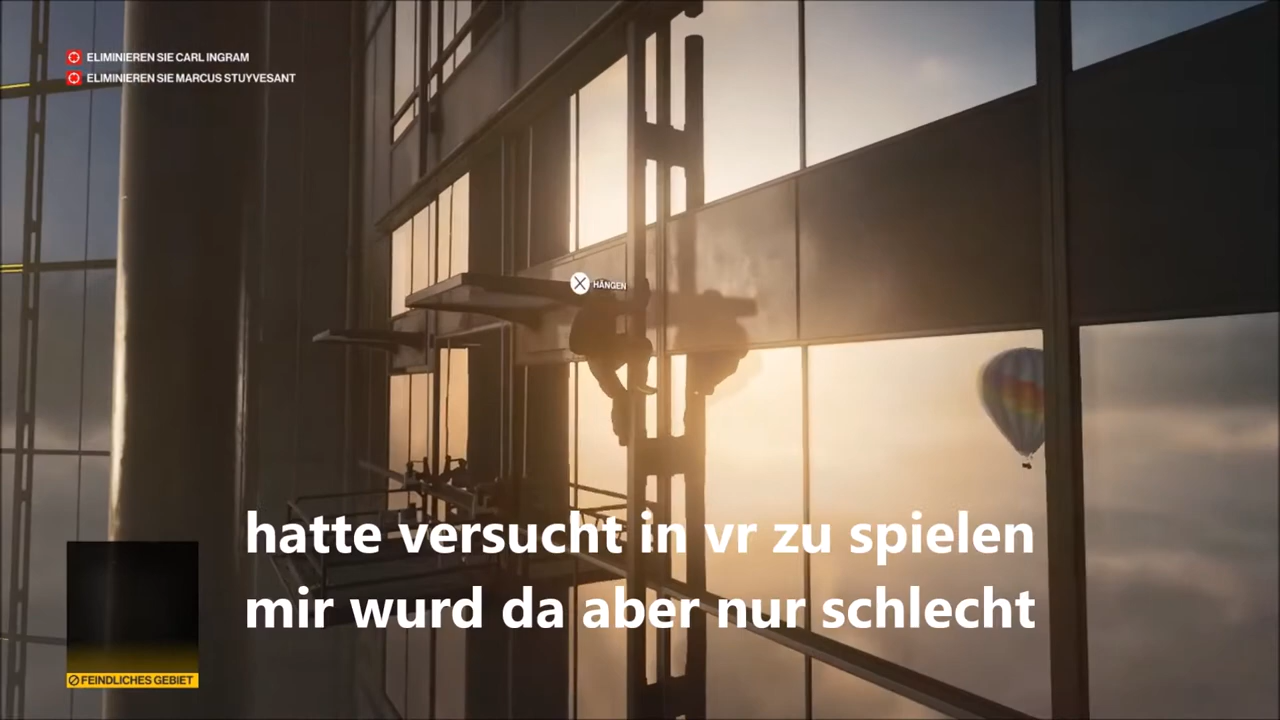 ELIMINIEREN SIE CARL INGRAM
ELIMINIEREN SIE MARCUS STUYVESANT
HÄNGEN
hatte versucht in vr zu spielen
mir wurd da aber nur schlecht
FEINDLICHES GEBIET